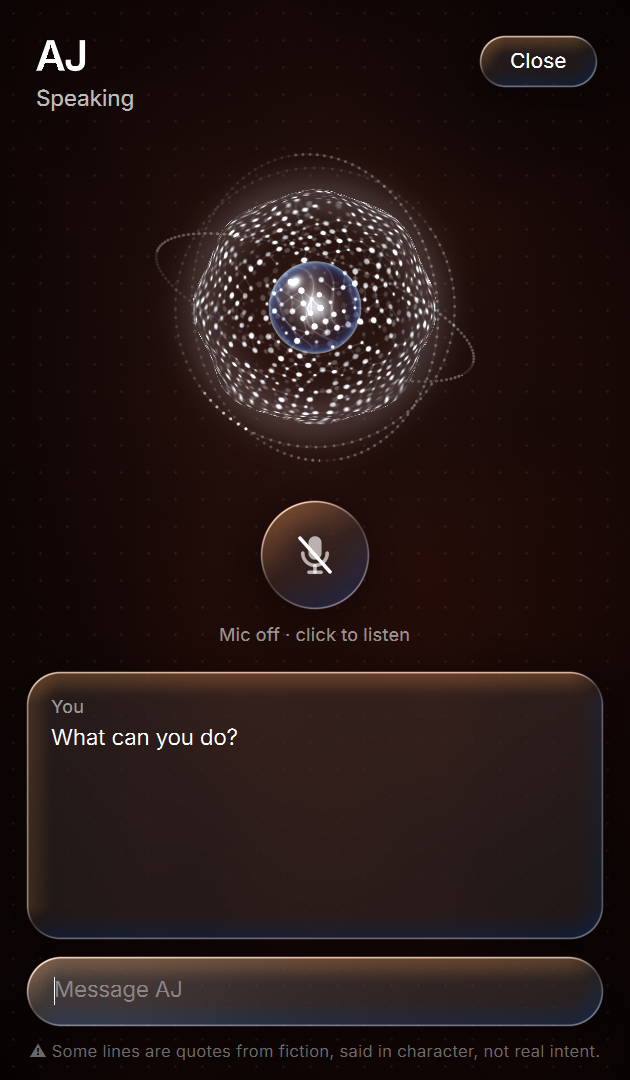 AJ
Close
Speaking
Mic off · click to listen
You
What can you do?
Message AJ
⚠ Some lines are quotes from fiction, said in character, not real intent.